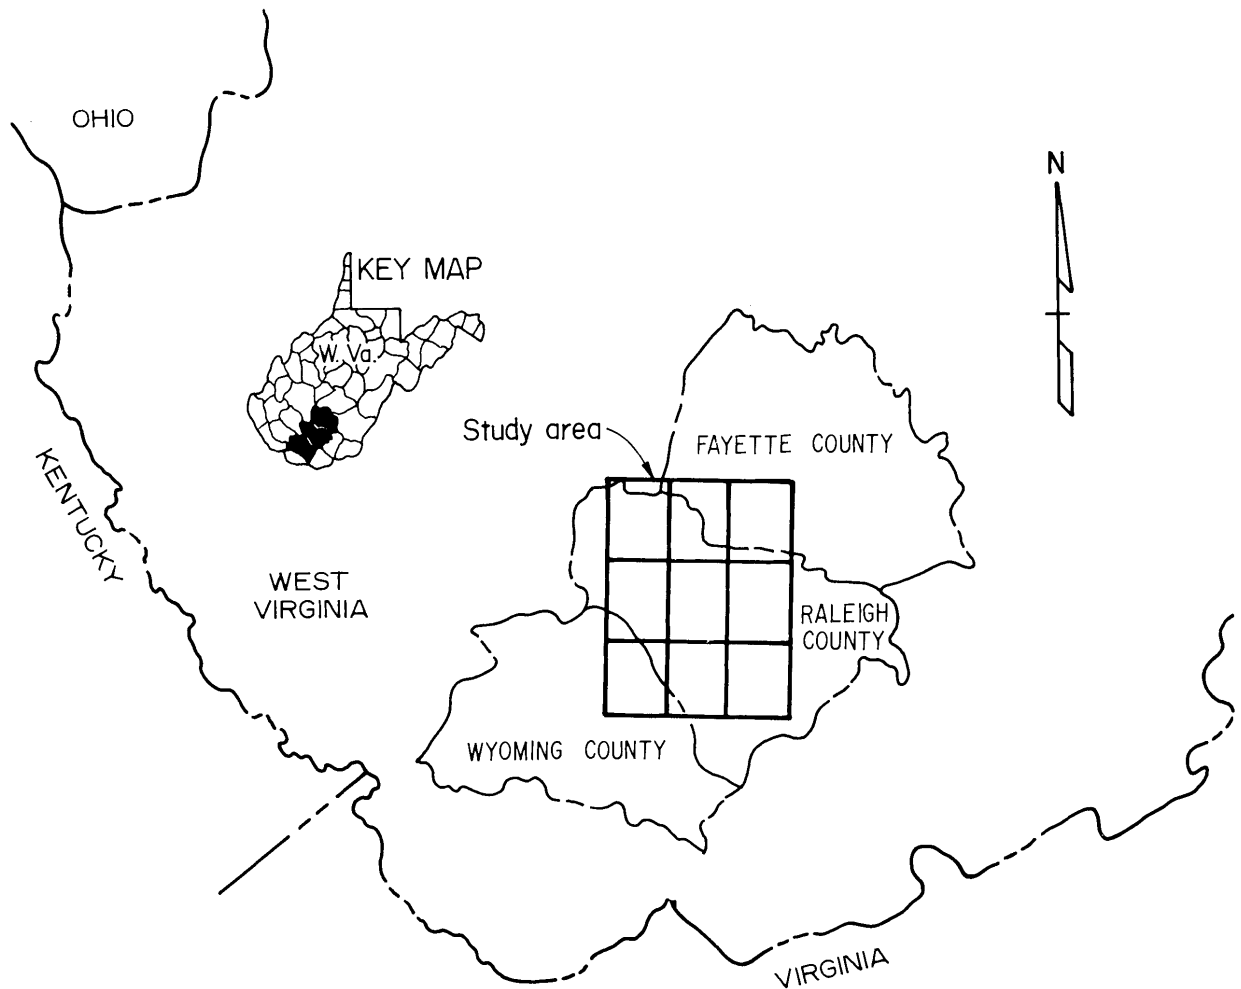 OHIO
N
KEY MAP
W. Va.
Study area
FAYETTE COUNTY
KENTUCKY
WEST
VIRGINIA
RALEIGH
COUNTY
WYOMING COUNTY
VIRGINIA